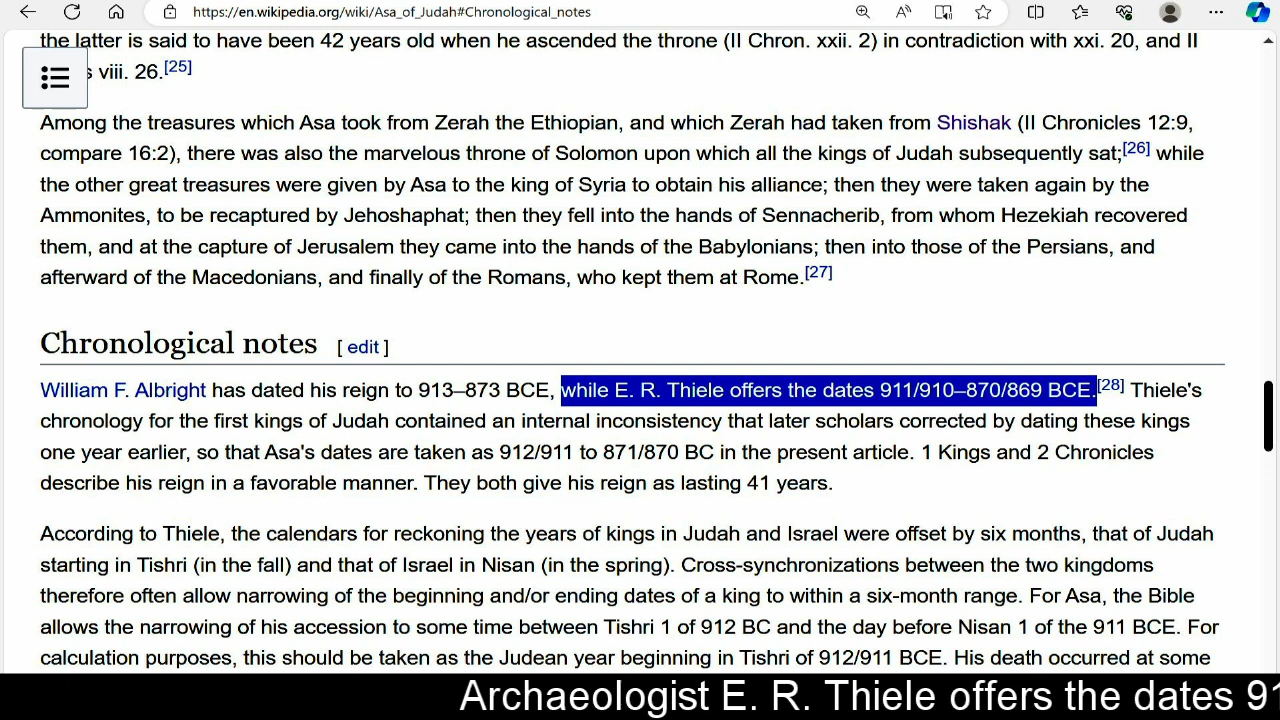 https://en.wikipedia.org/wiki/Asa_of_Judah#Chronological_notes
the latter is said to have been 42 years old when he ascended the throne (II Chron. xxii. 2) in contradiction with xxi. 20, and II
s viii. 26.[25]
Among the treasures which Asa took from Zerah the Ethiopian, and which Zerah had taken from Shishak (II Chronicles 12:9,
compare 16:2), there was also the marvelous throne of Solomon upon which all the kings of Judah subsequently sat;[26] while
the other great treasures were given by Asa to the king of Syria to obtain his alliance; then they were taken again by the
Ammonites, to be recaptured by Jehoshaphat; then they fell into the hands of Sennacherib, from whom Hezekiah recovered
them, and at the capture of Jerusalem they came into the hands of the Babylonians; then into those of the Persians, and
afterward of the Macedonians, and finally of the Romans, who kept them at Rome.[27]
Chronological notes [ edit ]
William F. Albright has dated his reign to 913–873 BCE, while E. R. Thiele offers the dates 911/910–870/869 BCE.[28] Thiele's
chronology for the first kings of Judah contained an internal inconsistency that later scholars corrected by dating these kings
one year earlier, so that Asa's dates are taken as 912/911 to 871/870 BC in the present article. 1 Kings and 2 Chronicles
describe his reign in a favorable manner. They both give his reign as lasting 41 years.
According to Thiele, the calendars for reckoning the years of kings in Judah and Israel were offset by six months, that of Judah
starting in Tishri (in the fall) and that of Israel in Nisan (in the spring). Cross-synchronizations between the two kingdoms
therefore often allow narrowing of the beginning and/or ending dates of a king to within a six-month range. For Asa, the Bible
allows the narrowing of his accession to some time between Tishri 1 of 912 BC and the day before Nisan 1 of the 911 BCE. For
calculation purposes, this should be taken as the Judean year beginning in Tishri of 912/911 BCE. His death occurred at some
Archaeologist E. R. Thiele offers the dates 91